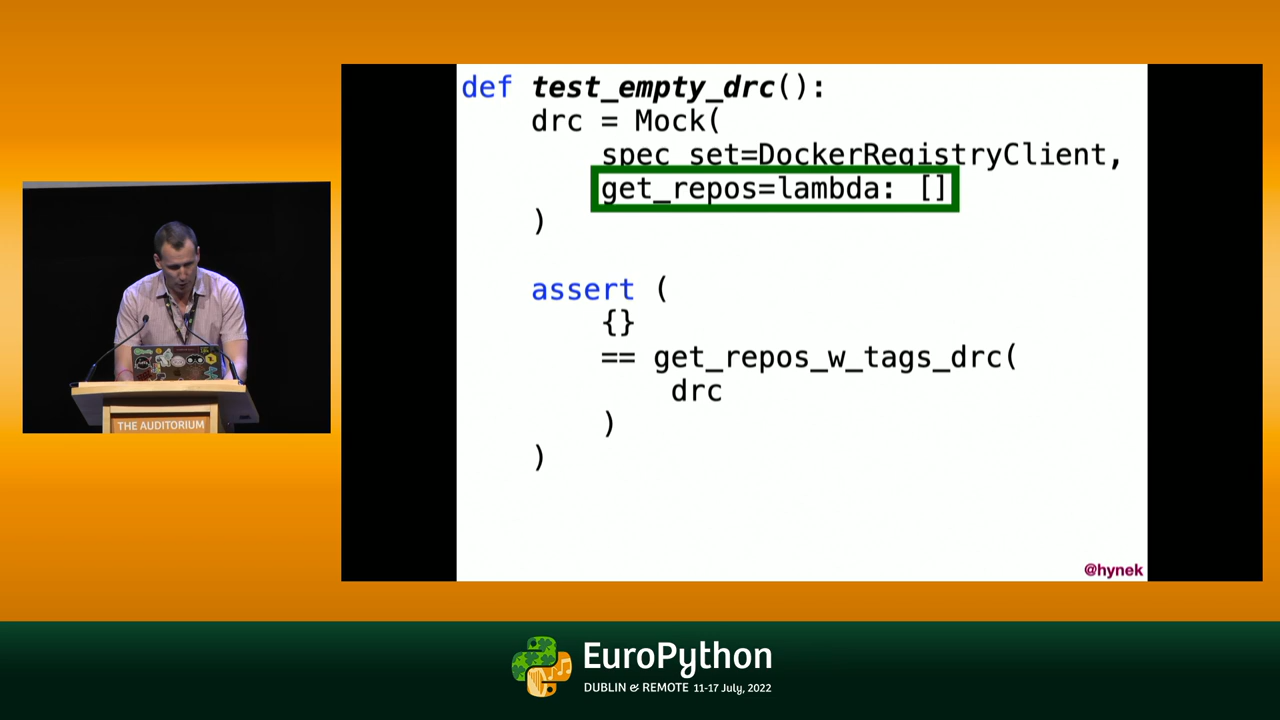 def test_empty_drc():
drc = Mock(
spec_set=DockerRegistryClient,
get_repos=lambda: []
)
assert (
{}
== get_repos_w_tags_drc(
drc
)
)
@hynek
THE AUDITORIUM
EuroPython
DUBLIN & REMOTE 11-17 July, 2022